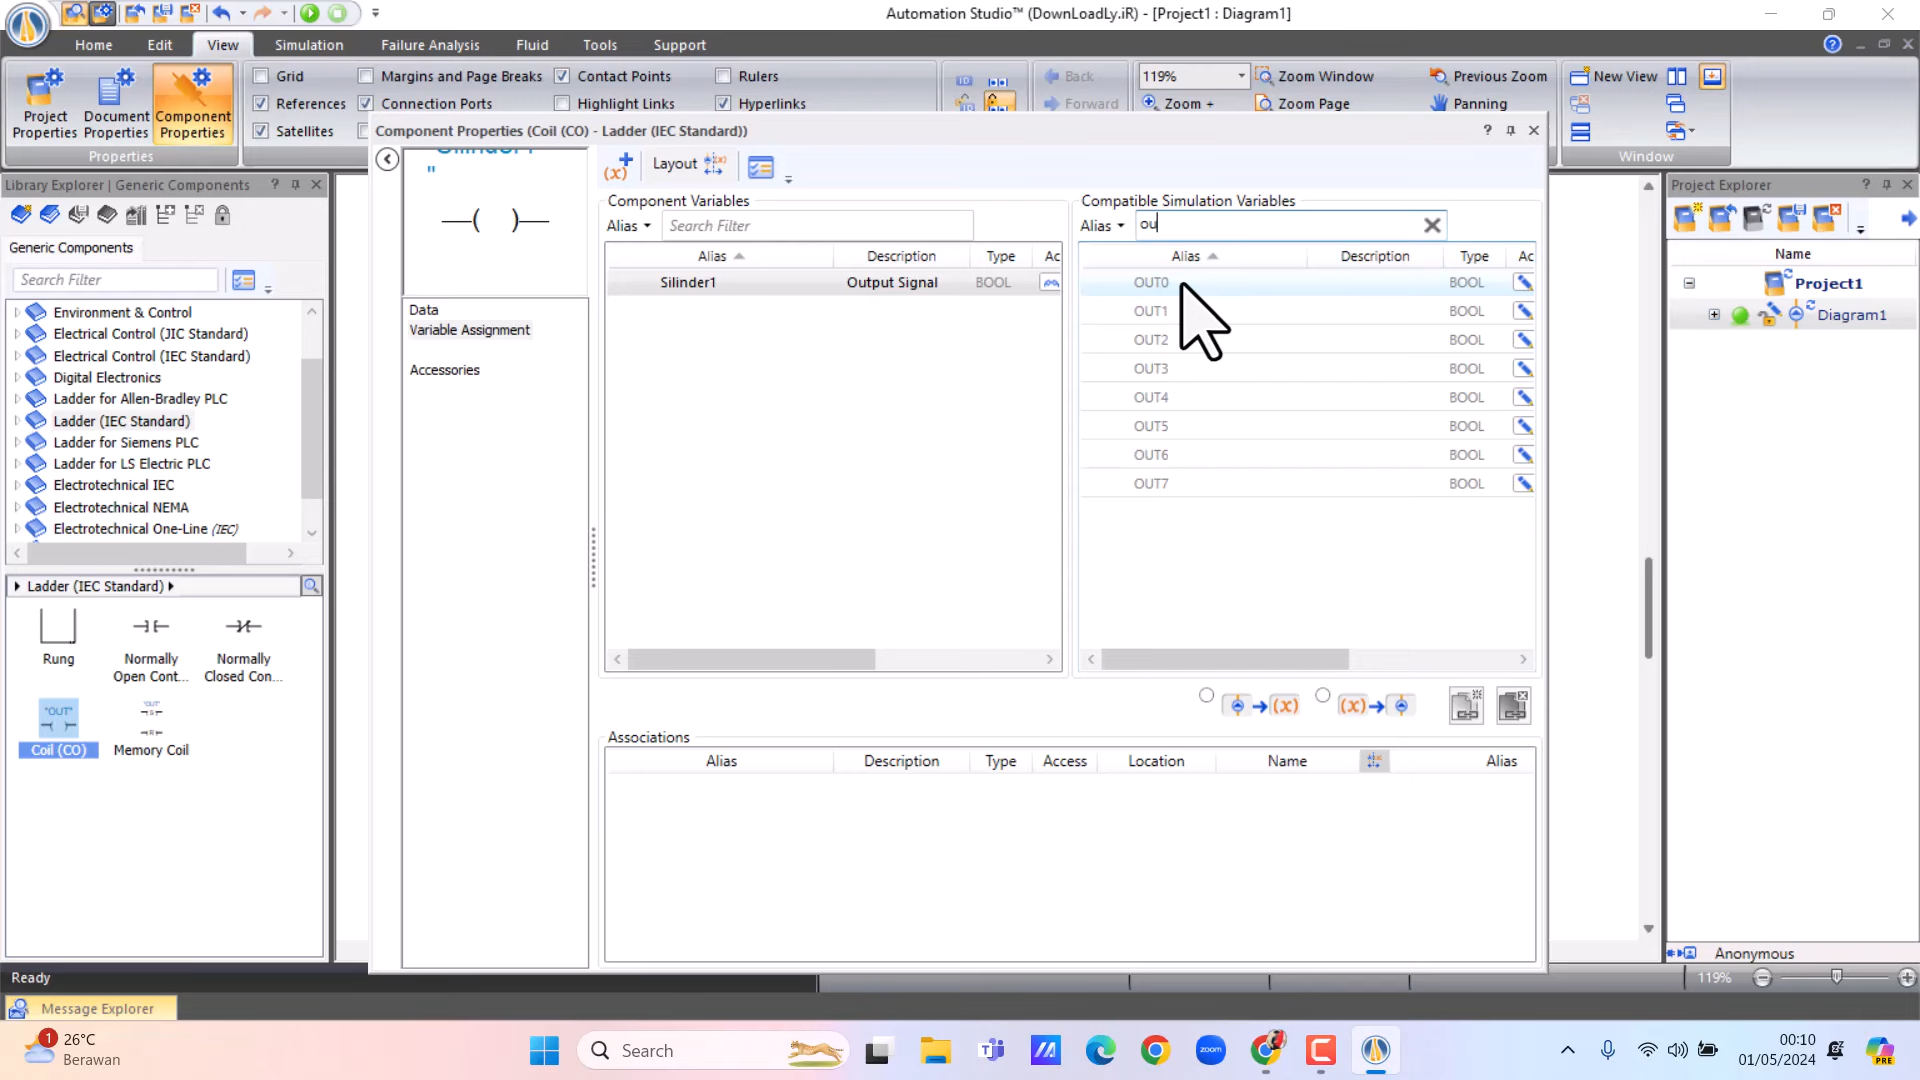 Automation Studio™ (DownLoadLy.iR) - [Project1 : Diagram1]
Home Edit View Simulation Failure Analysis Fluid Tools Support
Project Properties
Document Properties
Component Properties
Properties
Grid Margins and Page Breaks Contact Points Rulers
References Connection Ports Highlight Links Hyperlinks
Satellites
Back
Forward
119% Zoom Window Previous Zoom
Zoom + Zoom Page Panning
New View
Window
Component Properties (Coil (CO) - Ladder (IEC Standard))
Library Explorer | Generic Components
Generic Components
Search Filter
Environment & Control
Electrical Control (JIC Standard)
Electrical Control (IEC Standard)
Digital Electronics
Ladder for Allen-Bradley PLC
Ladder (IEC Standard)
Ladder for Siemens PLC
Ladder for LS Electric PLC
Electrotechnical IEC
Electrotechnical NEMA
Electrotechnical One-Line (IEC)
Ladder (IEC Standard)
Rung
Normally Open Cont...
Normally Closed Con...
"OUT"
Coil (CO)
"OUT"
Memory Coil
"
Data
Variable Assignment
Accessories
(x) Layout
Component Variables
Alias Search Filter
Alias Description Type Ac
Silinder1 Output Signal BOOL
Compatible Simulation Variables
Alias ou
Alias Description Type Ac
OUT0 BOOL
OUT1 BOOL
OUT2 BOOL
OUT3 BOOL
OUT4 BOOL
OUT5 BOOL
OUT6 BOOL
OUT7 BOOL
(x) (x)
Associations
Alias Description Type Access Location Name Alias
Project Explorer
Name
Project1
Diagram1
Anonymous
Ready
119%
Message Explorer
1
26°C
Berawan
Search
zoom
00:10
01/05/2024
PRE